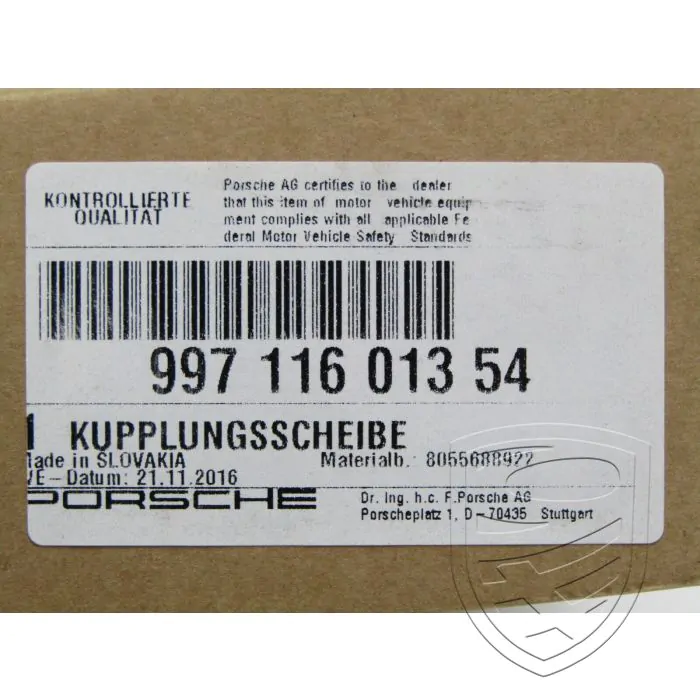 KONTROLLIERTE
QUALITÄT
Porsche AG certifies to the dealer
that this item of motor vehicle equip
ment complies with all applicable Fe
deral Motor Vehicle Safety Standards
997 116 013 54
1 KUPPLUNGSSCHEIBE
Made in SLOVAKIA Materialb.: 8055688922
VE-Datum: 21.11.2016
PORSCHE
Dr. Ing. h.c. F.Porsche AG
Porscheplatz 1, D-70435 Stuttgart